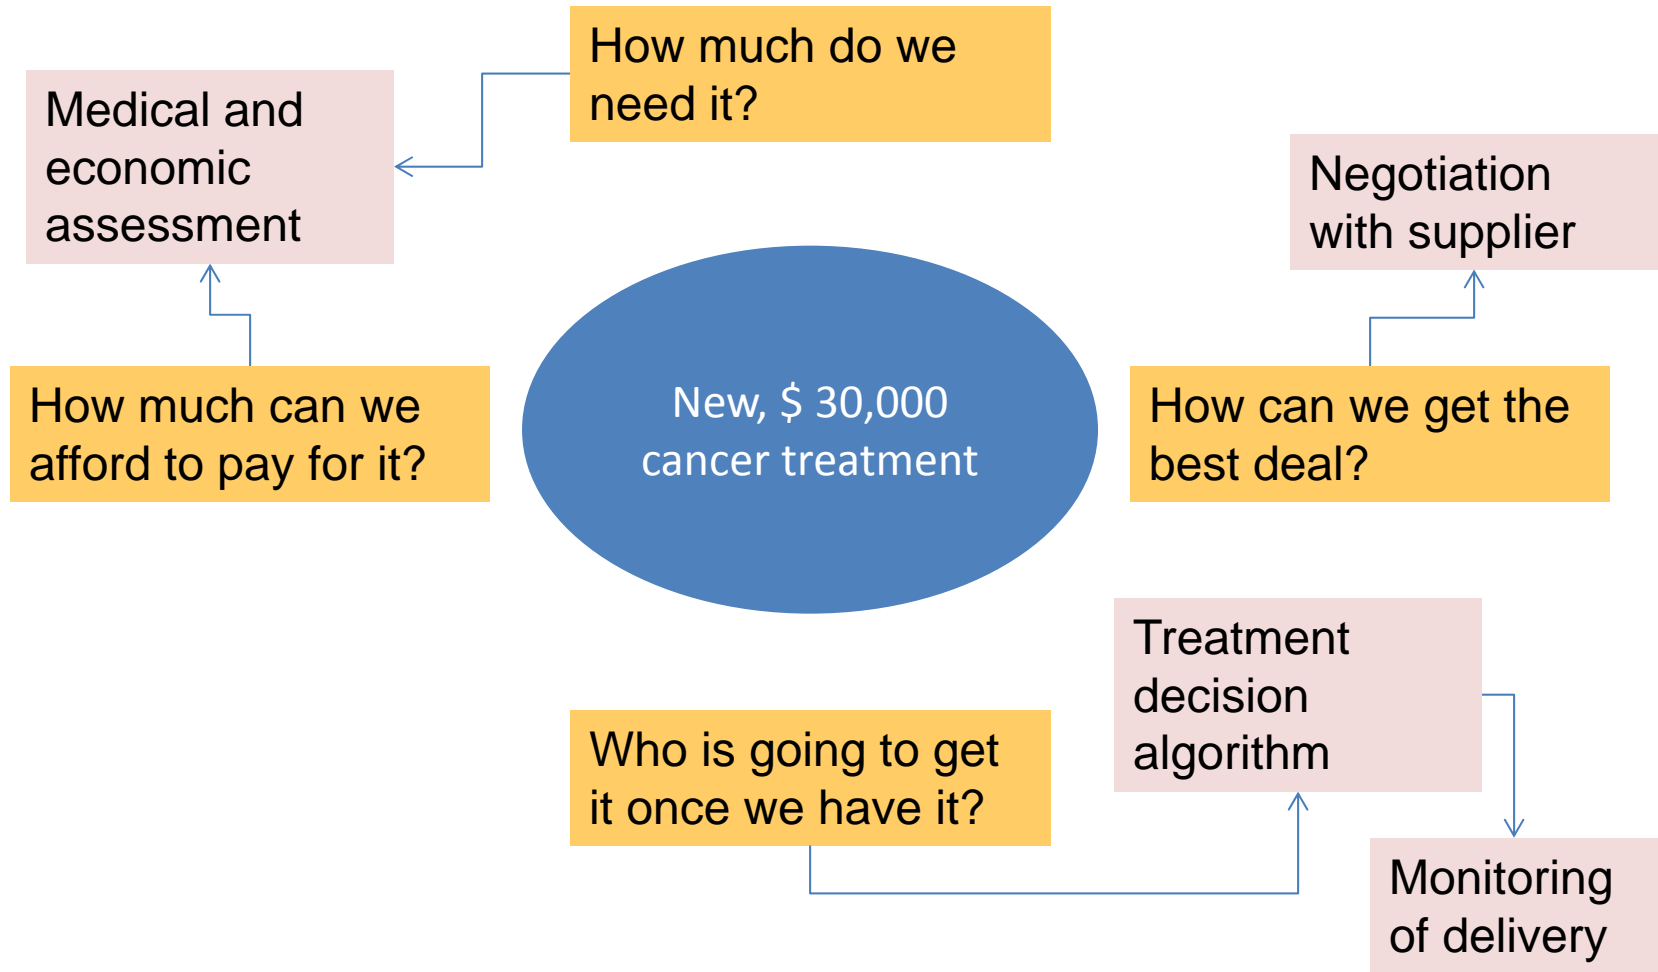 How much do we
need it?
Medical and
economic
assessment
Negotiation
with supplier
How much can we
afford to pay for it?
New, $ 30,000
cancer treatment
How can we get the
best deal?
Treatment
decision
algorithm
Who is going to get
it once we have it?
Monitoring
of delivery